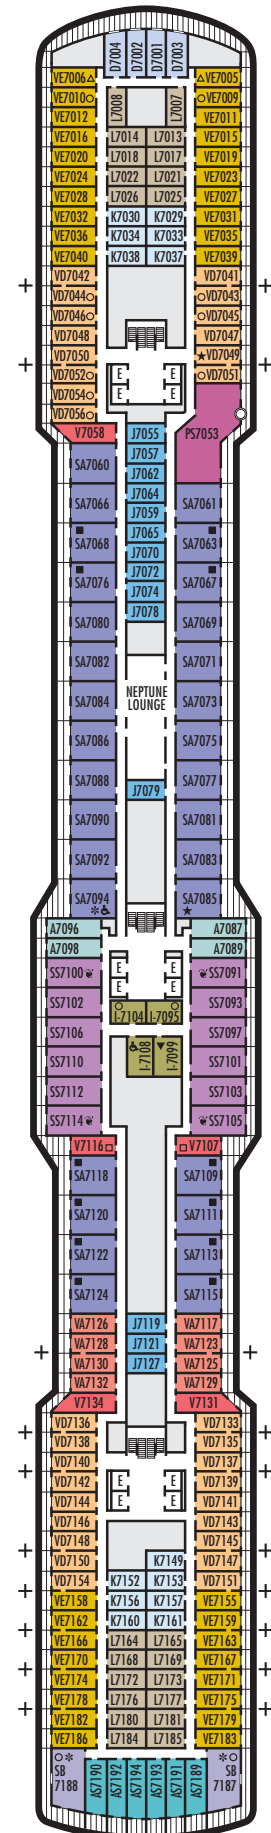 D7004 D7002 D7001 D7003
VE7006 VE7005
VE7010 L7008 L7007 VE7009
VE7012 VE7011
VE7016 L7014 L7013 VE7015
VE7020 L7018 L7017 VE7019
VE7024 L7022 L7021 VE7023
VE7028 L7026 L7025 VE7027
VE7032 K7030 K7029 VE7031
VE7036 K7034 K7033 VE7035
VE7040 K7038 K7037 VE7039
VD7042 VD7041
VD7044 VD7043
VD7046 VD7045
VD7048 VD7047
VD7050 VD7049
VD7052 E E VD7051
VD7054 E E
VD7056
V7058 J7055 PS7053
J7057
SA7060 J7062
J7064
SA7066 J7059 SA7061
J7065
SA7068 J7070 SA7063
J7072
SA7076 J7074 SA7067
J7078
SA7080 SA7069
SA7082 SA7071
NEPTUNE
LOUNGE
SA7084 SA7073
SA7086 SA7075
SA7088 J7079 SA7077
SA7090 SA7081
SA7092 SA7083
SA7094 SA7085
A7096 A7087
A7098 A7089
SS7100 E E SS7091
SS7102 E E SS7093
I-7104 I-7095
SS7106 SS7097
SS7110 I-7108 I-7099 SS7101
SS7112 SS7103
SS7114 SS7105
V7116 V7107
SA7118 SA7109
SA7120 SA7111
SA7122 SA7113
SA7124 SA7115
VA7126 J7119 VA7117
VA7128 J7121 VA7123
VA7130 J7127 VA7125
VA7132 VA7129
V7134 V7131
VD7136 VD7133
VD7138 VD7135
VD7140 VD7137
VD7142 E E VD7139
VD7144 E E VD7141
VD7146 VD7143
VD7148 VD7145
VD7150 K7149 VD7147
VD7154 K7152 K7153 VD7151
VE7158 K7156 K7157 VE7155
VE7162 K7160 K7161 VE7159
VE7166 L7164 L7165 VE7163
VE7170 L7168 L7169 VE7167
VE7174 L7172 L7173 VE7171
VE7178 L7176 L7177 VE7175
VE7182 L7180 L7181 VE7179
VE7186 L7184 L7185 VE7183
SB
7188
AS7190 AS7192 AS7194 AS7193 AS7191 AS7189
SB
7187